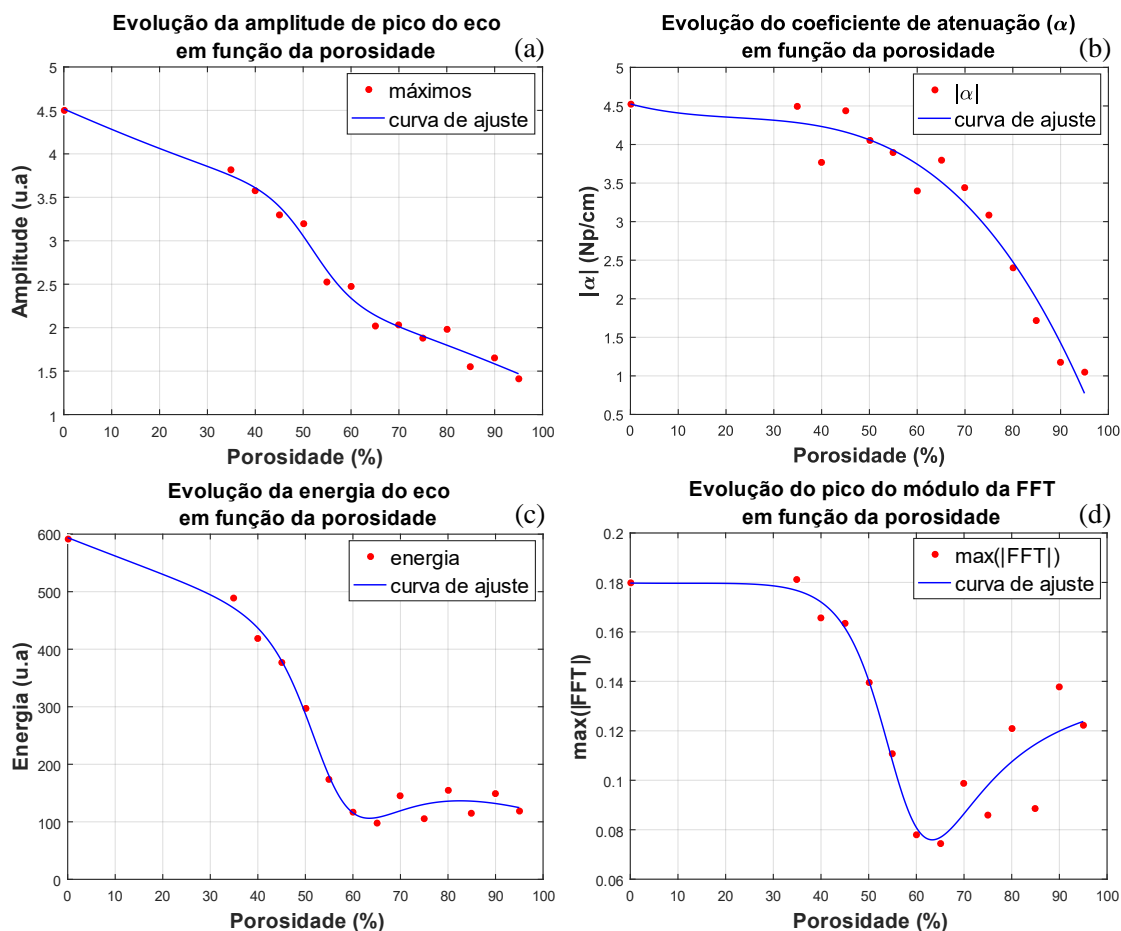 Evolução da amplitude de pico do eco
em função da porosidade
(a)
5
4.5
4
3.5
3
2.5
2
1.5
1
Amplitude (u.a)
máximos
curva de ajuste
0 10 20 30 40 50 60 70 80 90 100
Porosidade (%)
Evolução do coeficiente de atenuação (α)
em função da porosidade
(b)
5
4.5
4
3.5
3
2.5
2
1.5
1
0.5
|α| (Np/cm)
|α|
curva de ajuste
0 10 20 30 40 50 60 70 80 90 100
Porosidade (%)
Evolução da energia do eco
em função da porosidade
(c)
600
500
400
300
200
100
0
Energia (u.a)
energia
curva de ajuste
0 10 20 30 40 50 60 70 80 90 100
Porosidade (%)
Evolução do pico do módulo da FFT
em função da porosidade
(d)
0.2
0.18
0.16
0.14
0.12
0.1
0.08
0.06
max(|FFT|)
max(|FFT|)
curva de ajuste
0 10 20 30 40 50 60 70 80 90 100
Porosidade (%)